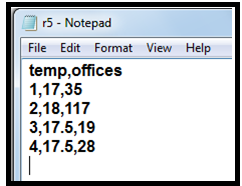 r5 - Notepad
File Edit Format View Help
temp,offices
1,17,35
2,18,117
3,17.5,19
4,17.5,28